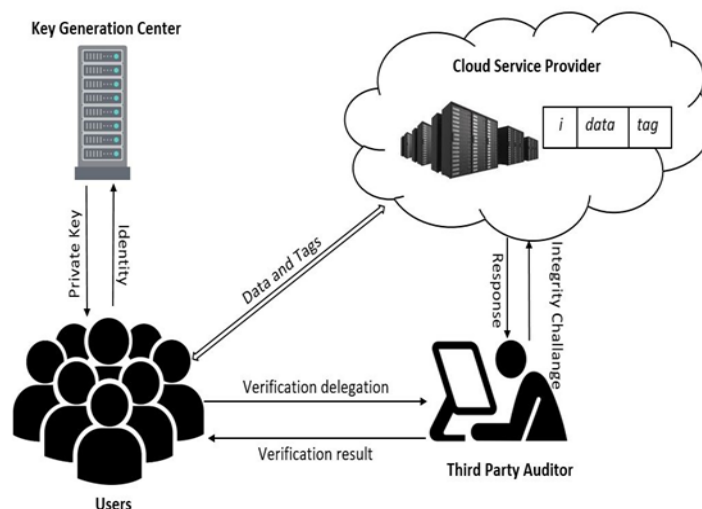 Key Generation Center
Cloud Service Provider
i data tag
Private Key
Identity
Data and Tags
Response
Integrity Challange
Verification delegation
Verification result
Third Party Auditor
Users